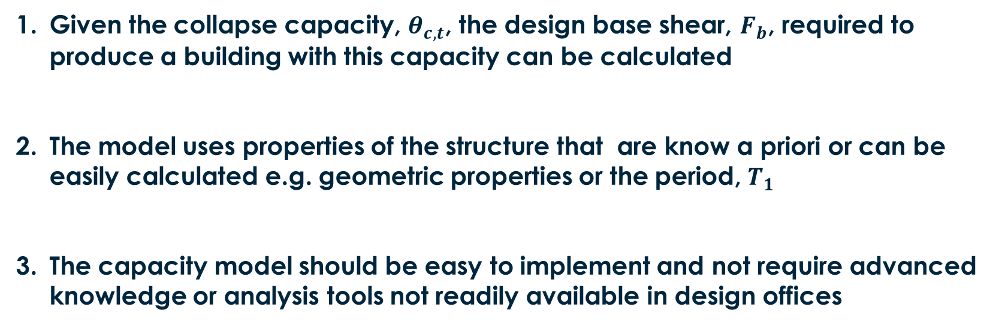 1. Given the collapse capacity, θc,t, the design base shear, Fb, required to
produce a building with this capacity can be calculated
2. The model uses properties of the structure that  are know a priori or can be
easily calculated e.g. geometric properties or the period, T1
3. The capacity model should be easy to implement and not require advanced
knowledge or analysis tools not readily available in design offices